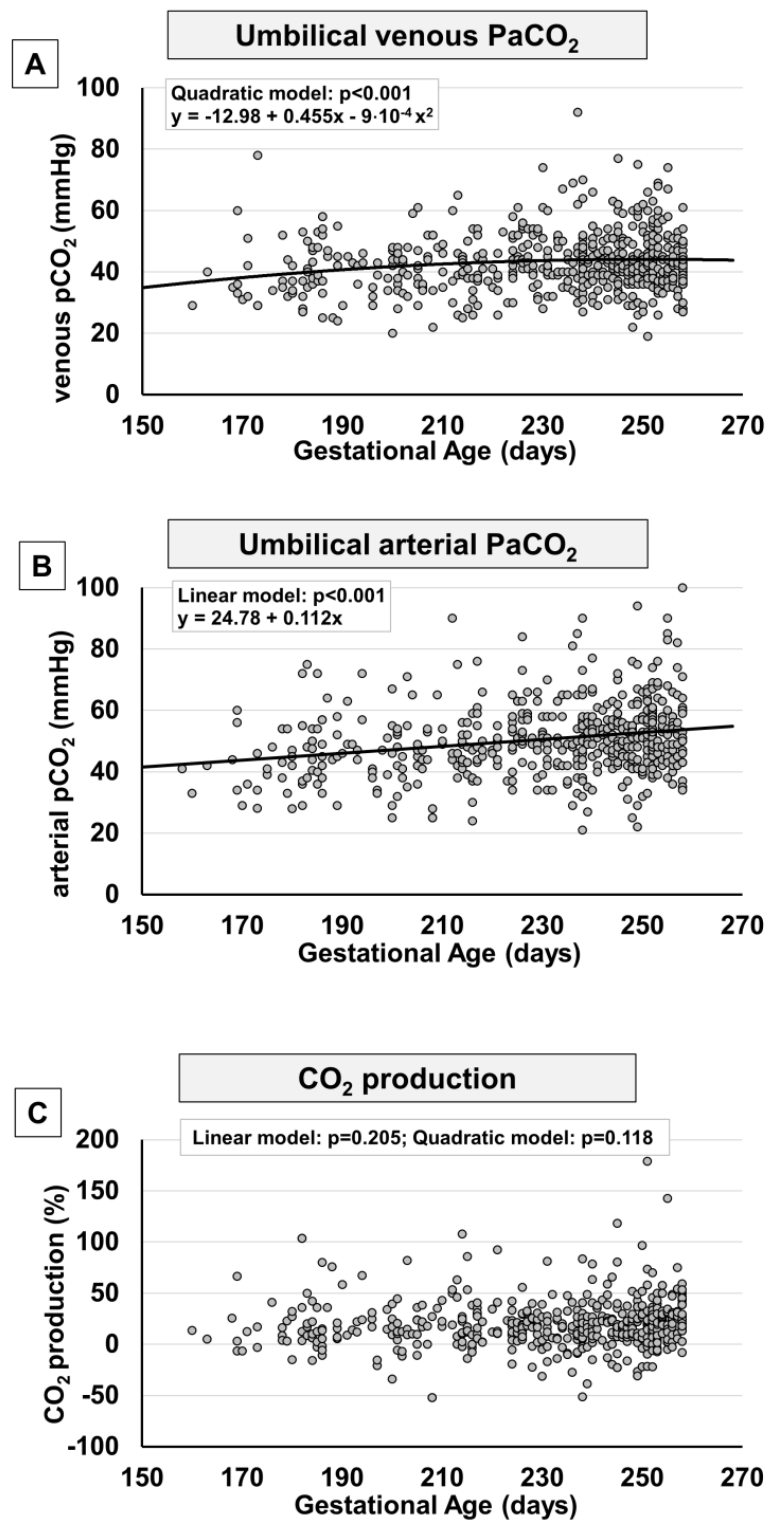 Umbilical venous PaCO₂
A
Quadratic model: p<0.001
y = -12.98 + 0.455x - 9·10⁻⁴ x²
venous pCO₂ (mmHg)
100
80
60
40
20
0
150 170 190 210 230 250 270
Gestational Age (days)
Umbilical arterial PaCO₂
B
Linear model: p<0.001
y = 24.78 + 0.112x
arterial pCO₂ (mmHg)
100
80
60
40
20
0
150 170 190 210 230 250 270
Gestational Age (days)
CO₂ production
C
Linear model: p=0.205; Quadratic model: p=0.118
CO₂ production (%)
200
150
100
50
0
-50
-100
150 170 190 210 230 250 270
Gestational Age (days)